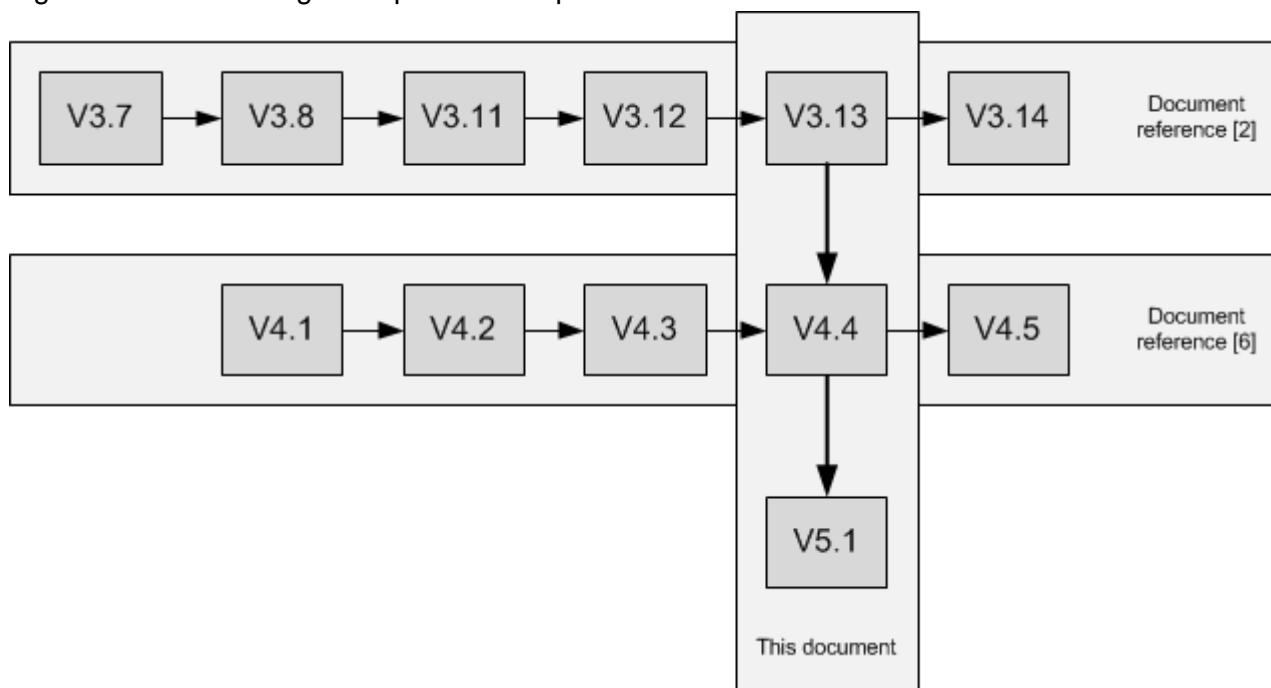 V3.7
V3.8
V3.11
V3.12
V3.13
V3.14
Document
reference [2]
V4.1
V4.2
V4.3
V4.4
V4.5
Document
reference [6]
V5.1
This document